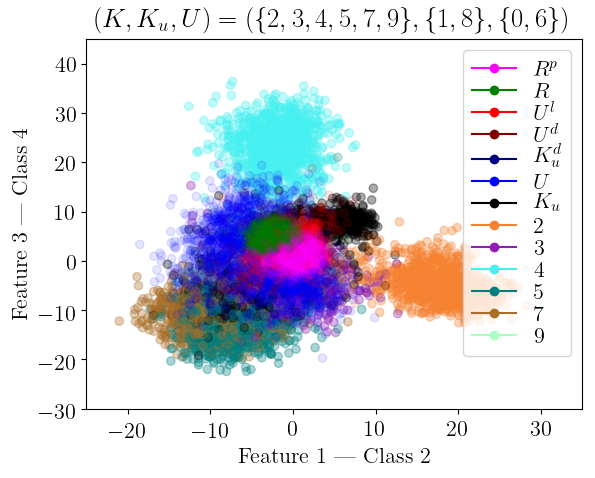 (K, K_u, U) = ({2, 3, 4, 5, 7, 9}, {1, 8}, {0, 6})
40
30
20
10
0
−10
−20
−30
Feature 3 — Class 4
R^p
R
U^l
U^d
K_u^d
U
K_u
2
3
4
5
7
9
−20 −10 0 10 20 30
Feature 1 — Class 2